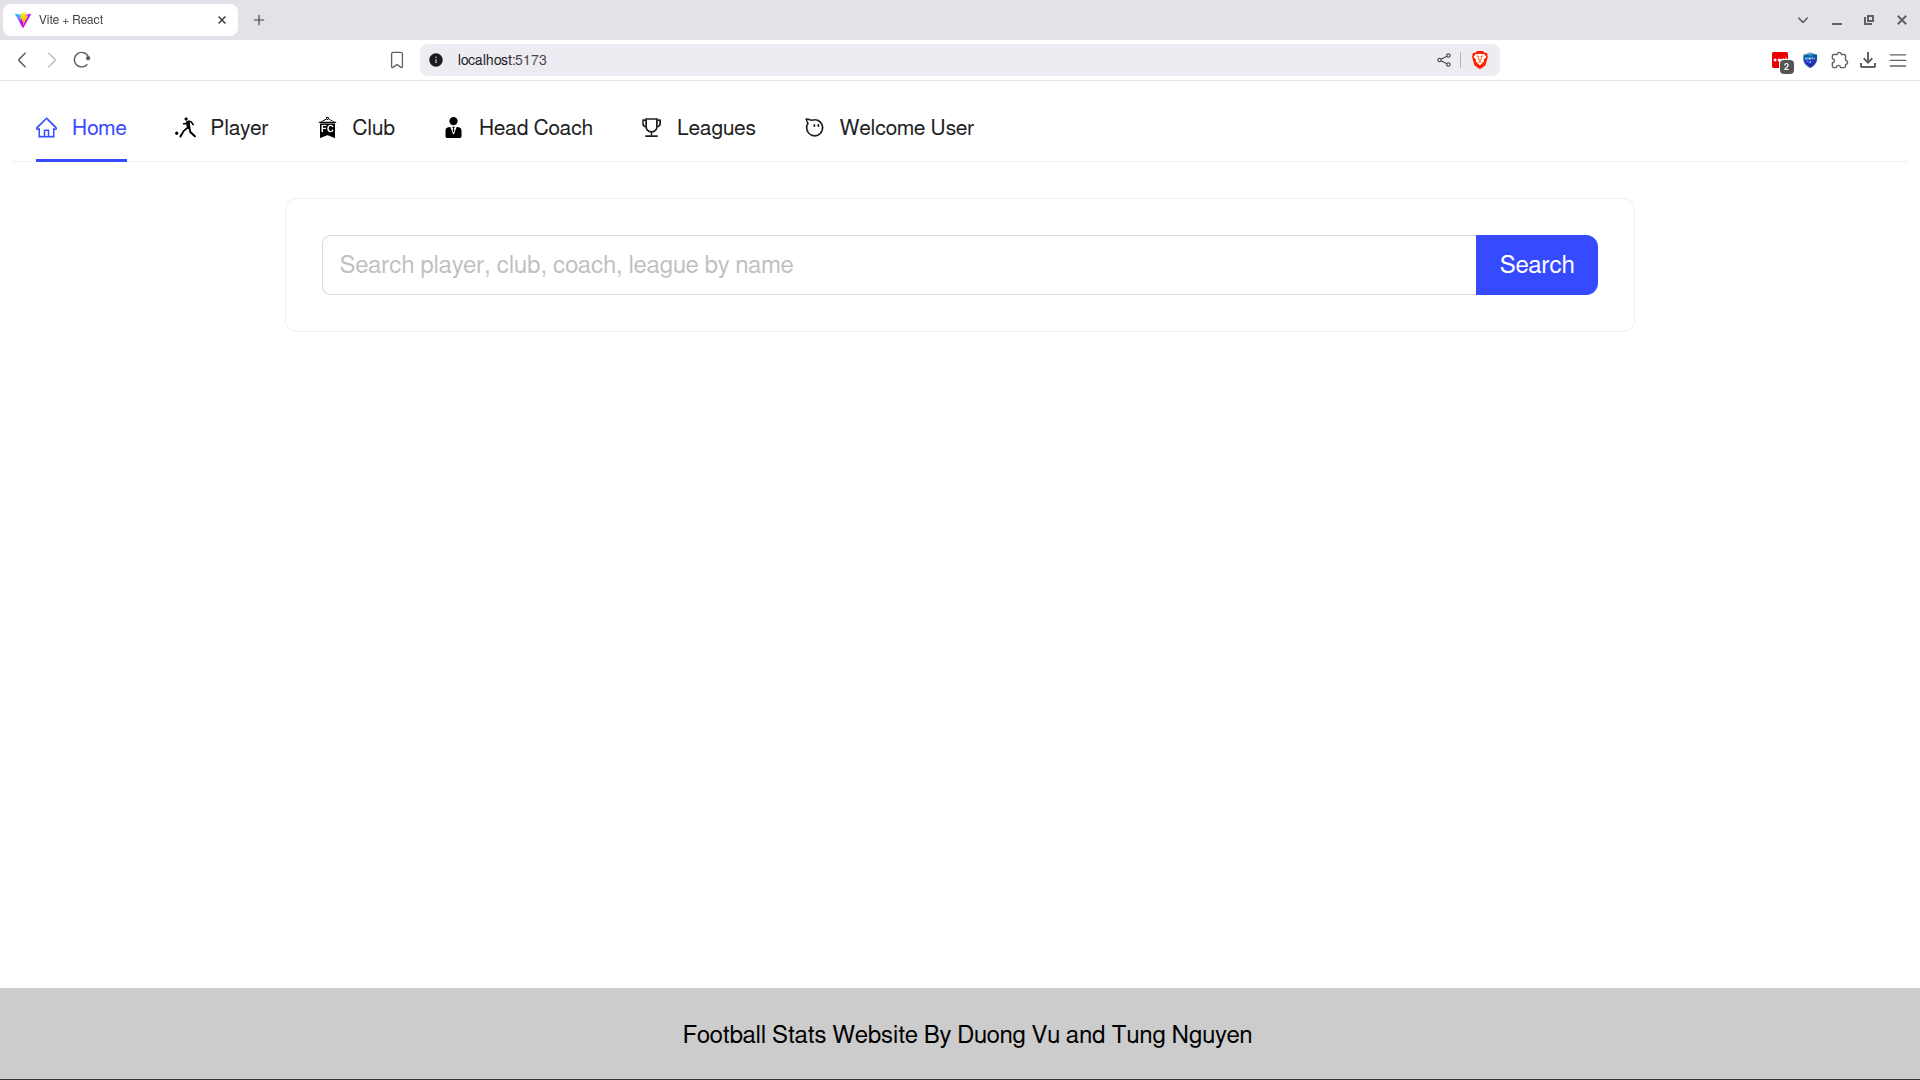 Vite + React
localhost:5173
2
Home
Player
FC
Club
Head Coach
Leagues
Welcome User
Search player, club, coach, league by name
Search
Football Stats Website By Duong Vu and Tung Nguyen